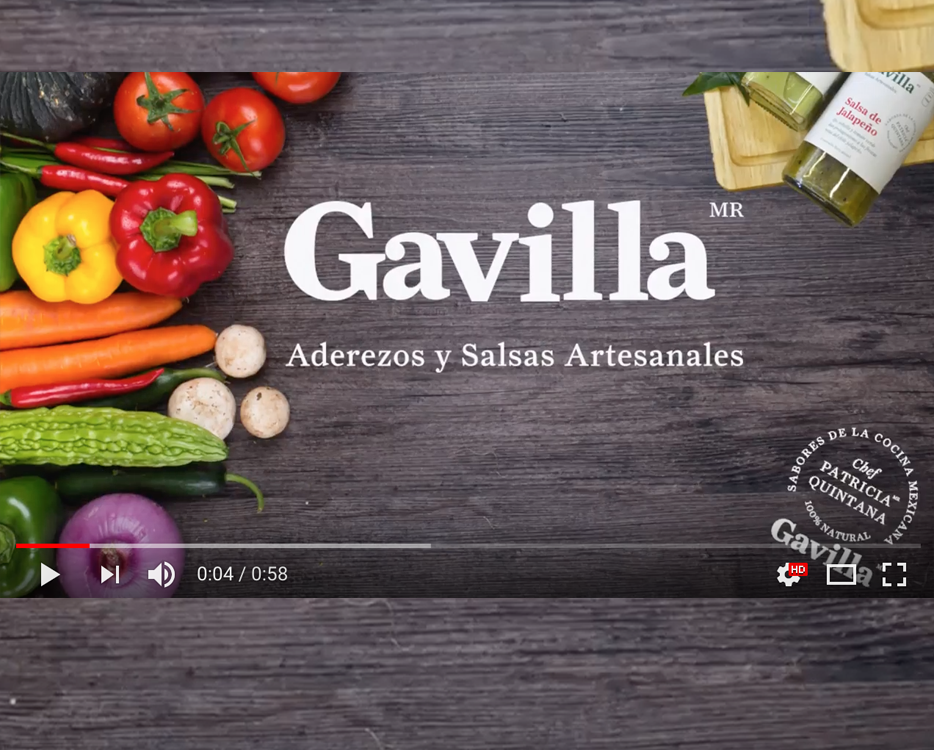 villa
Salsa de
Jalapeño
Gavilla MR
Aderezos y Salsas Artesanales
SABORES DE LA COCINA MEXICANA
Chef
PATRICIA
QUINTANA
100% NATURAL
Gavilla
HD
0:04 / 0:58